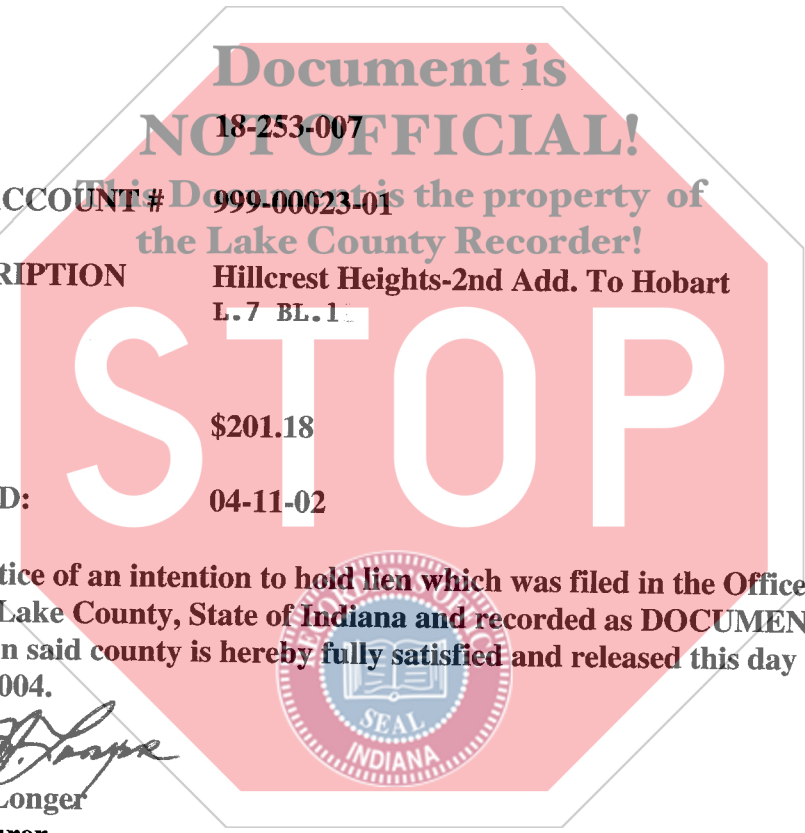 Document is
NOT OFFICIAL!
18-253-007
This Document is the property of
CCOUNT # 999-00023-01
the Lake County Recorder!
RIPTION Hillcrest Heights-2nd Add. To Hobart
L.7 BL.1
STOP
$201.18
D: 04-11-02
tice of an intention to hold lien which was filed in the Office
Lake County, State of Indiana and recorded as DOCUMEN
n said county is hereby fully satisfied and released this day
004.
SEAL
INDIANA
Longer